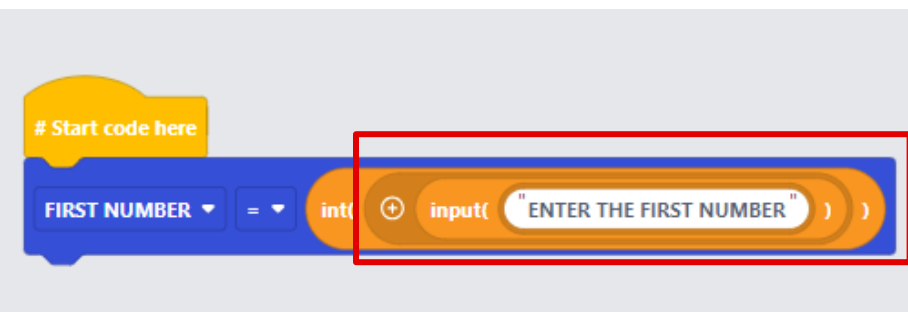 # Start code here
FIRST NUMBER = int( input( "ENTER THE FIRST NUMBER" ) )